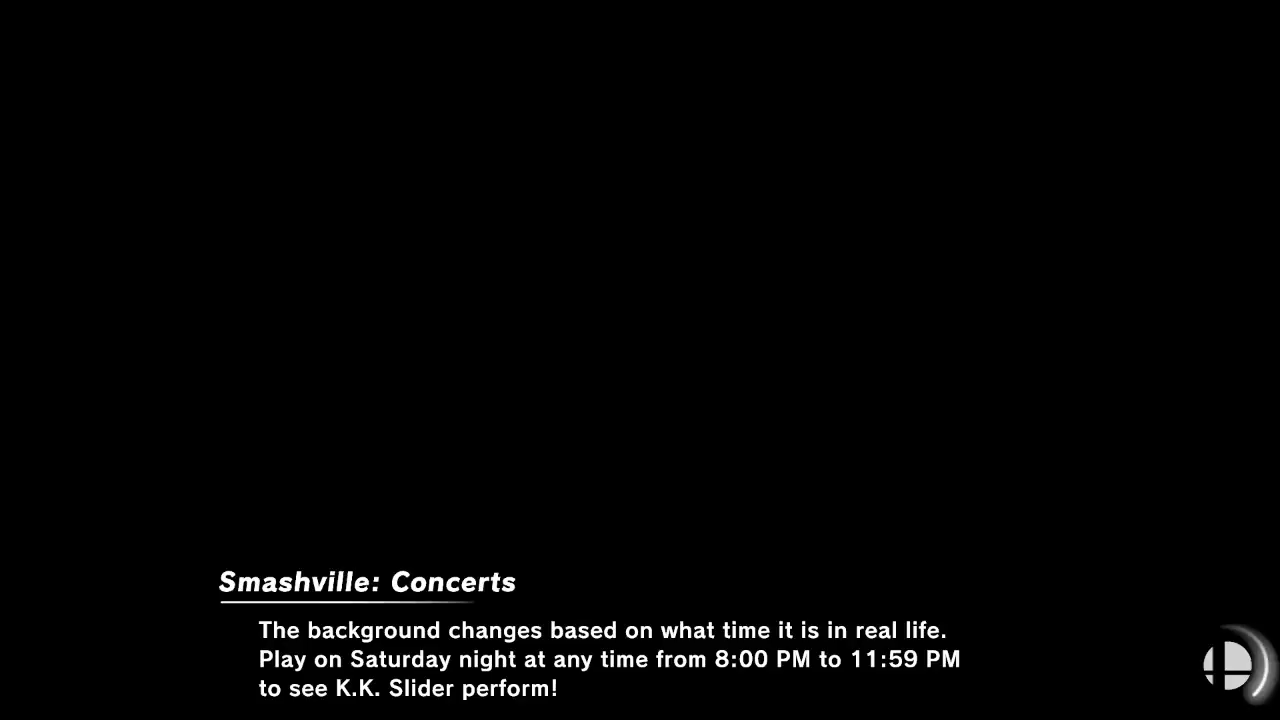 Smashville: Concerts
The background changes based on what time it is in real life.
Play on Saturday night at any time from 8:00 PM to 11:59 PM
to see K.K. Slider perform!